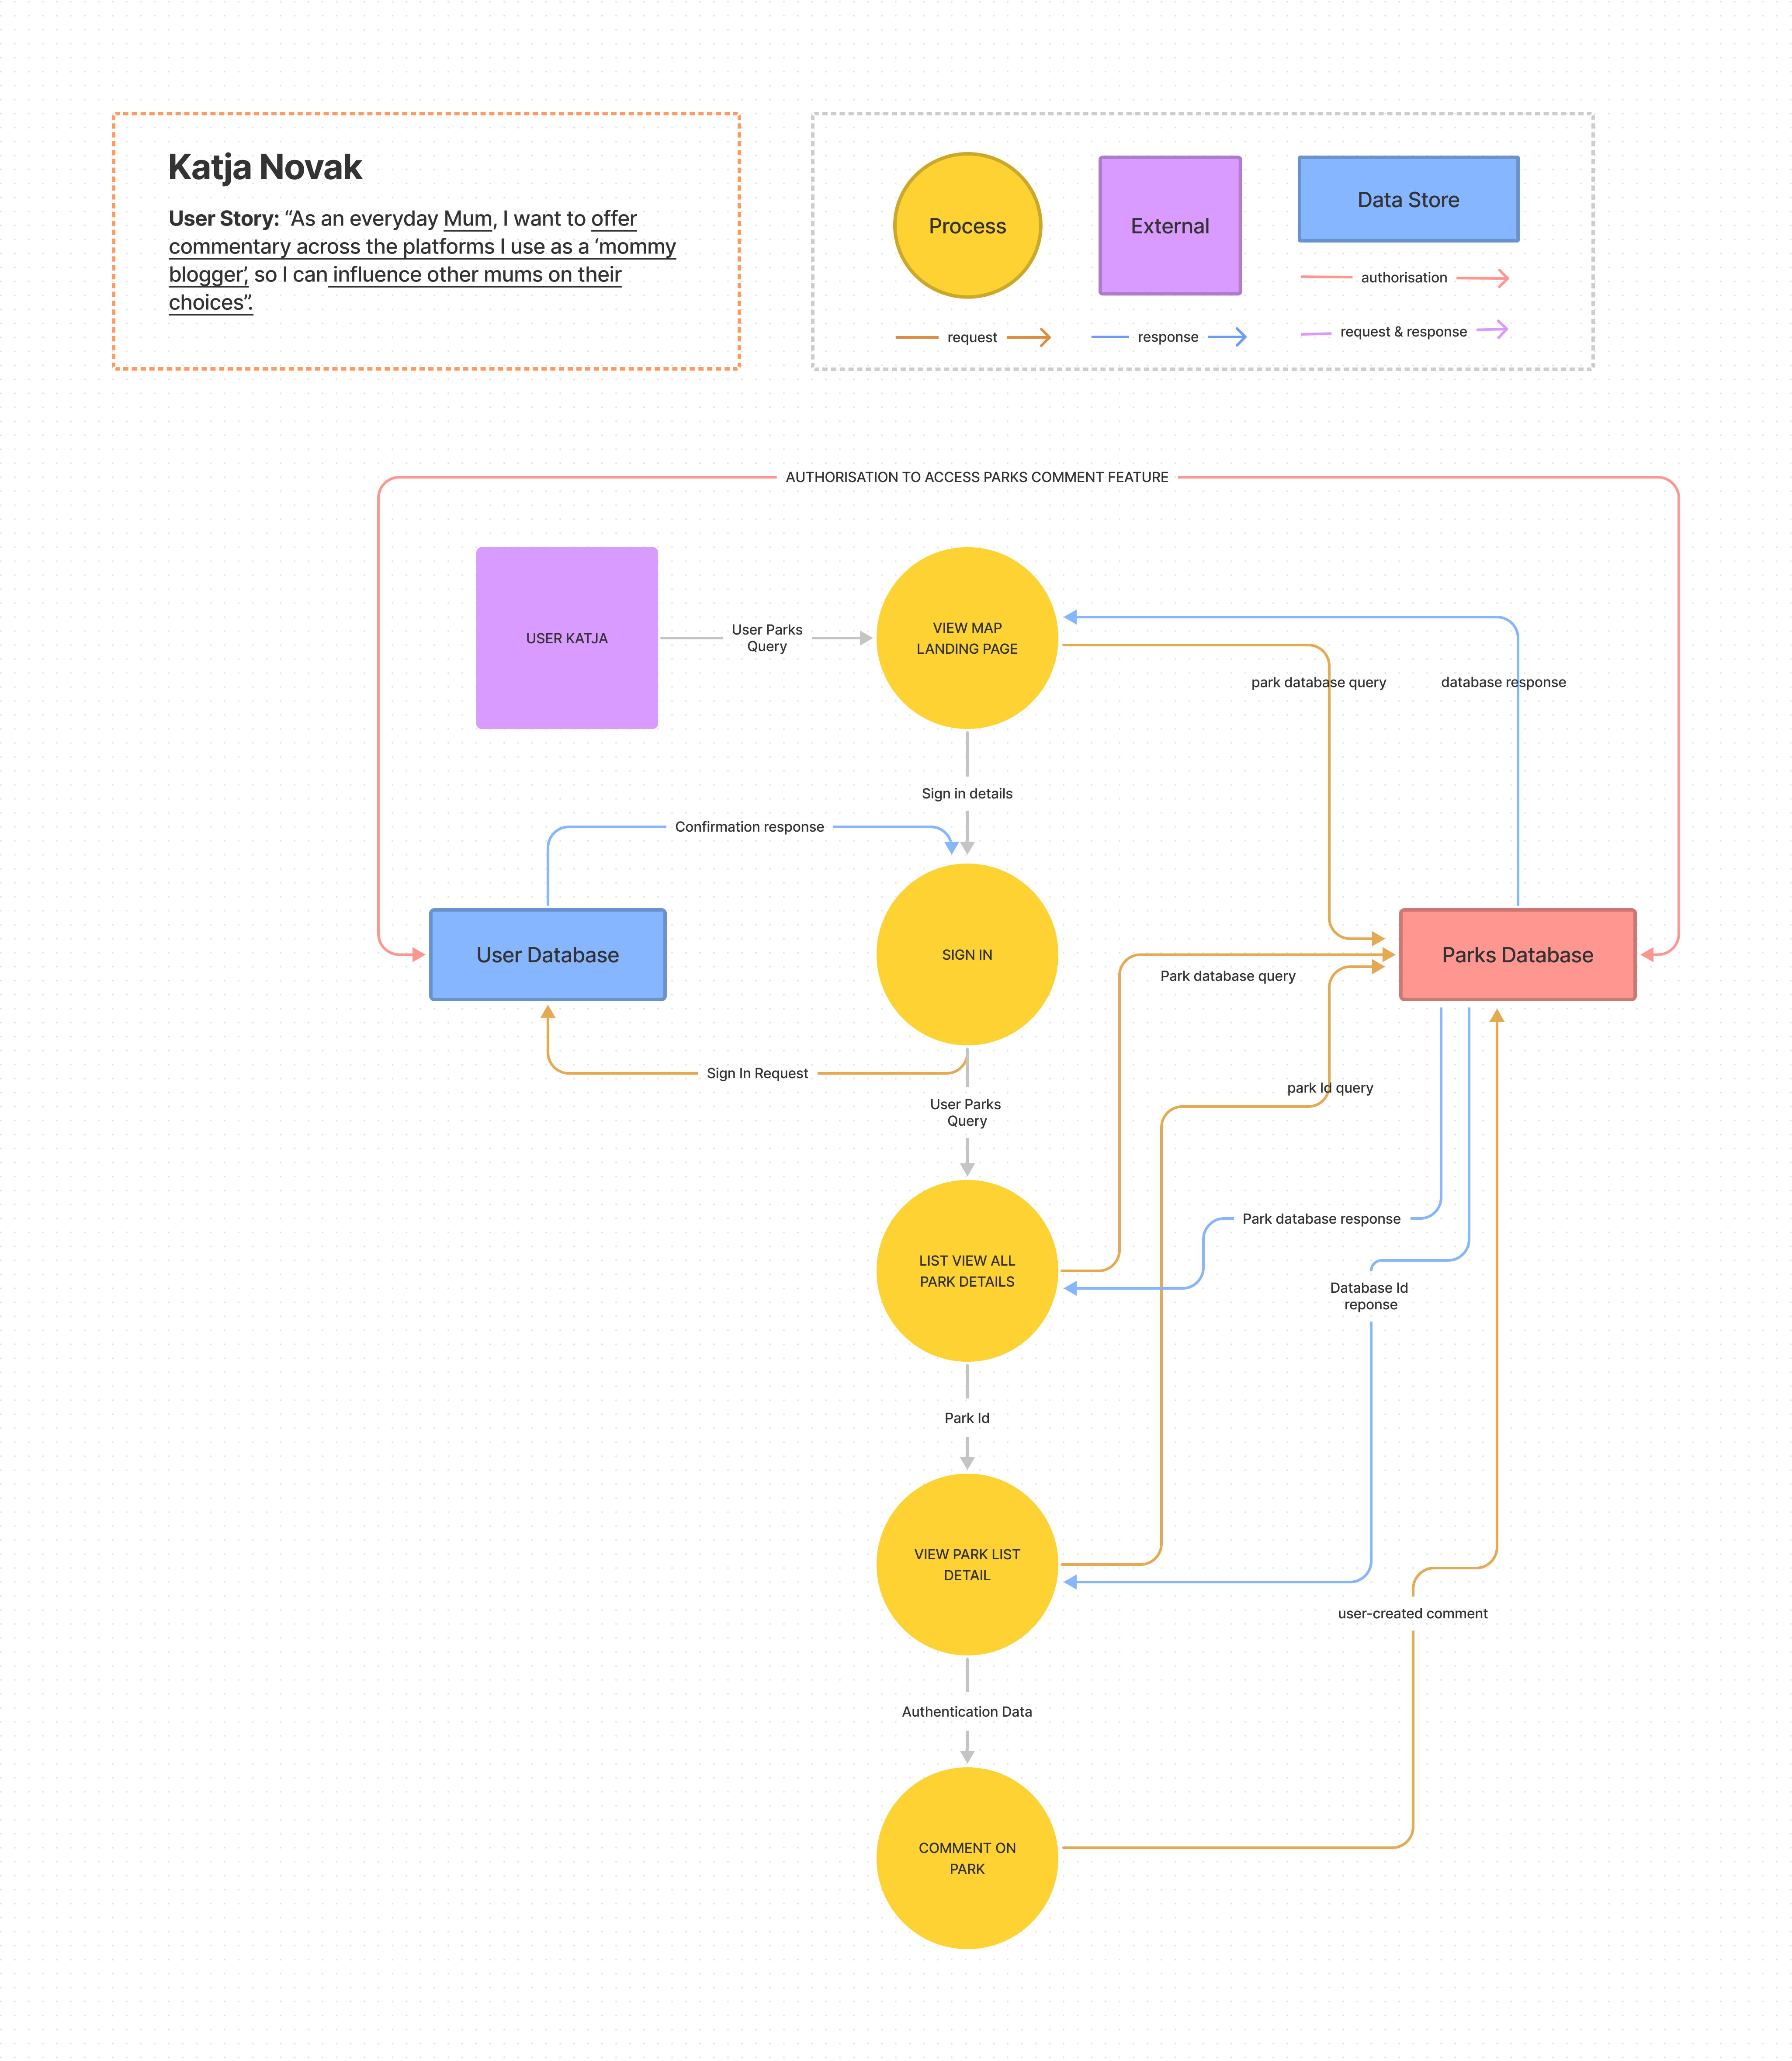 Katja Novak
User Story: “As an everyday Mum, I want to offer
commentary across the platforms I use as a ‘mommy
blogger’, so I can influence other mums on their
choices”.
Process
External
Data Store
authorisation
request
response
request & response
AUTHORISATION TO ACCESS PARKS COMMENT FEATURE
USER KATJA
User Parks
Query
VIEW MAP
LANDING PAGE
park database query
database response
Sign in details
Confirmation response
User Database
SIGN IN
Parks Database
Park database query
Sign In Request
park Id query
User Parks
Query
Park database response
LIST VIEW ALL
PARK DETAILS
Database Id
reponse
Park Id
VIEW PARK LIST
DETAIL
user-created comment
Authentication Data
COMMENT ON
PARK